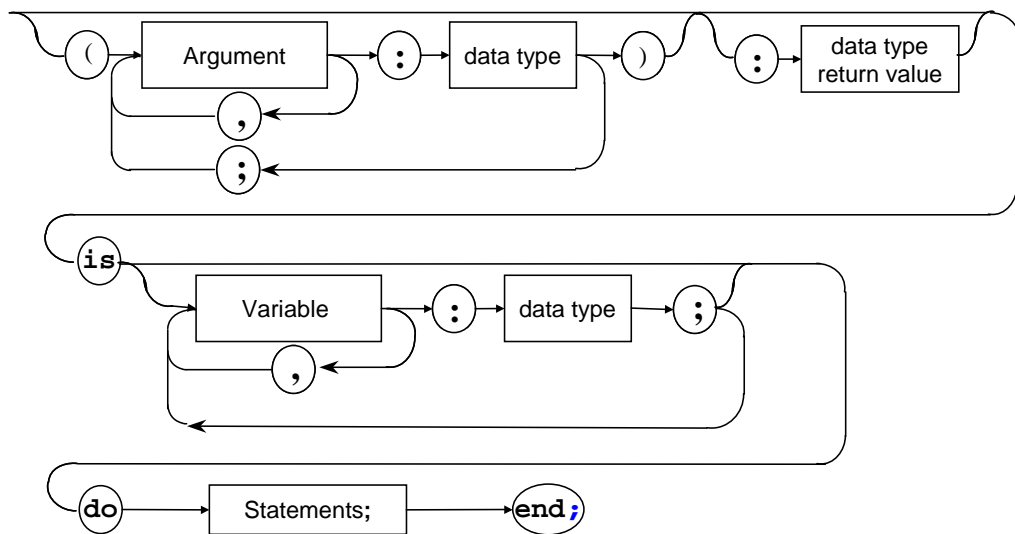 ( Argument : data type ) : data type
return value
,
;
is
Variable : data type ;
,
do Statements; end;